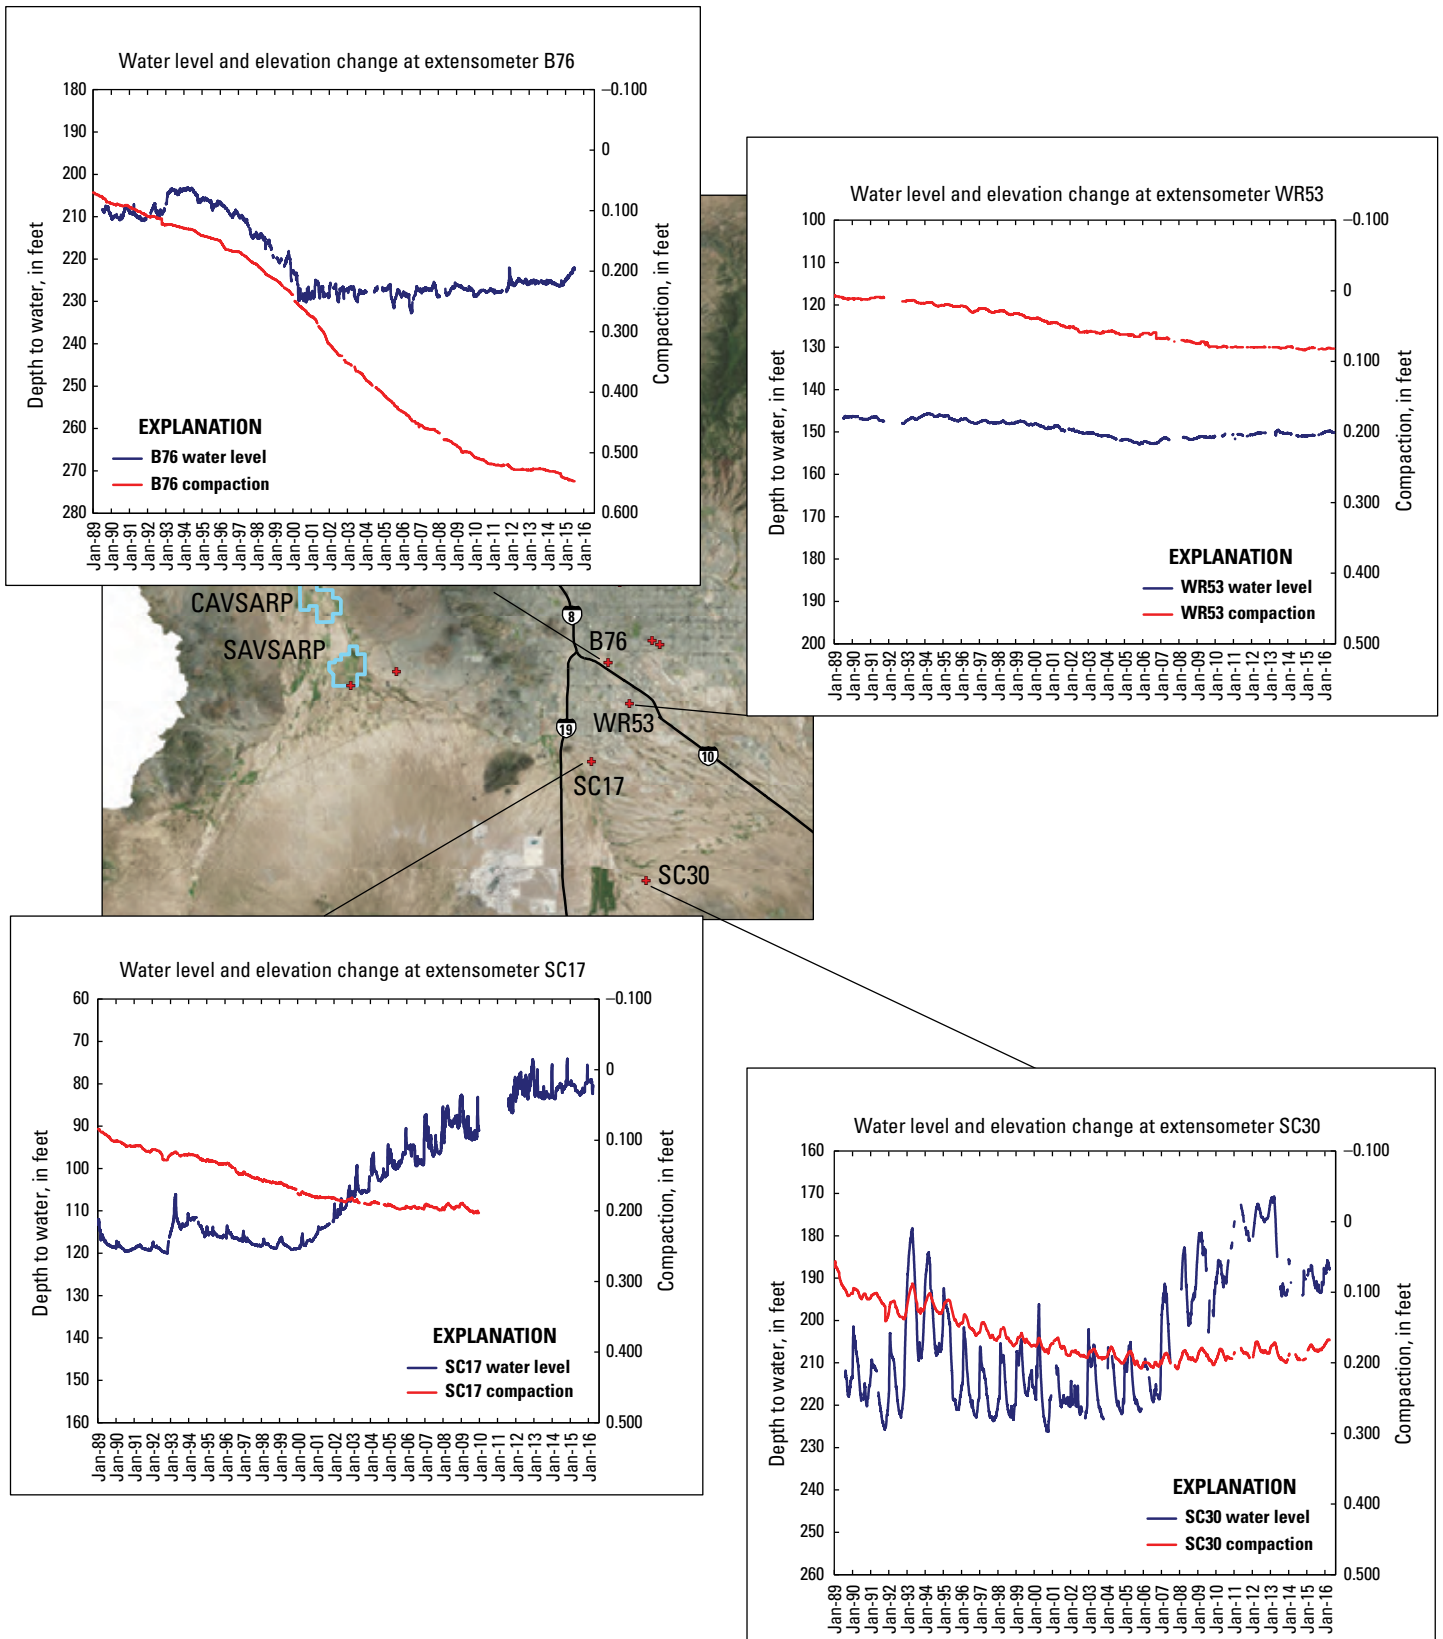 Water level and elevation change at extensometer B76
180
190
200
210
220
230
240
250
260
270
280
Depth to water, in feet
–0.100
0
0.100
0.200
0.300
0.400
0.500
0.600
Compaction, in feet
EXPLANATION
B76 water level
B76 compaction
Jan-89
Jan-90
Jan-91
Jan-92
Jan-93
Jan-94
Jan-95
Jan-96
Jan-97
Jan-98
Jan-99
Jan-00
Jan-01
Jan-02
Jan-03
Jan-04
Jan-05
Jan-06
Jan-07
Jan-08
Jan-09
Jan-10
Jan-11
Jan-12
Jan-13
Jan-14
Jan-15
Jan-16
Water level and elevation change at extensometer WR53
100
110
120
130
140
150
160
170
180
190
200
Depth to water, in feet
–0.100
0
0.100
0.200
0.300
0.400
0.500
Compaction, in feet
EXPLANATION
WR53 water level
WR53 compaction
Jan-89
Jan-90
Jan-91
Jan-92
Jan-93
Jan-94
Jan-95
Jan-96
Jan-97
Jan-98
Jan-99
Jan-00
Jan-01
Jan-02
Jan-03
Jan-04
Jan-05
Jan-06
Jan-07
Jan-08
Jan-09
Jan-10
Jan-11
Jan-12
Jan-13
Jan-14
Jan-15
Jan-16
CAVSARP
SAVSARP
8
B76
WR53
19
10
SC17
SC30
Water level and elevation change at extensometer SC17
60
70
80
90
100
110
120
130
140
150
160
Depth to water, in feet
–0.100
0
0.100
0.200
0.300
0.400
0.500
Compaction, in feet
EXPLANATION
SC17 water level
SC17 compaction
Jan-89
Jan-90
Jan-91
Jan-92
Jan-93
Jan-94
Jan-95
Jan-96
Jan-97
Jan-98
Jan-99
Jan-00
Jan-01
Jan-02
Jan-03
Jan-04
Jan-05
Jan-06
Jan-07
Jan-08
Jan-09
Jan-10
Jan-11
Jan-12
Jan-13
Jan-14
Jan-15
Jan-16
Water level and elevation change at extensometer SC30
160
170
180
190
200
210
220
230
240
250
260
Depth to water, in feet
–0.100
0
0.100
0.200
0.300
0.400
0.500
Compaction, in feet
EXPLANATION
SC30 water level
SC30 compaction
Jan-89
Jan-90
Jan-91
Jan-92
Jan-93
Jan-94
Jan-95
Jan-96
Jan-97
Jan-98
Jan-99
Jan-00
Jan-01
Jan-02
Jan-03
Jan-04
Jan-05
Jan-06
Jan-07
Jan-08
Jan-09
Jan-10
Jan-11
Jan-12
Jan-13
Jan-14
Jan-15
Jan-16